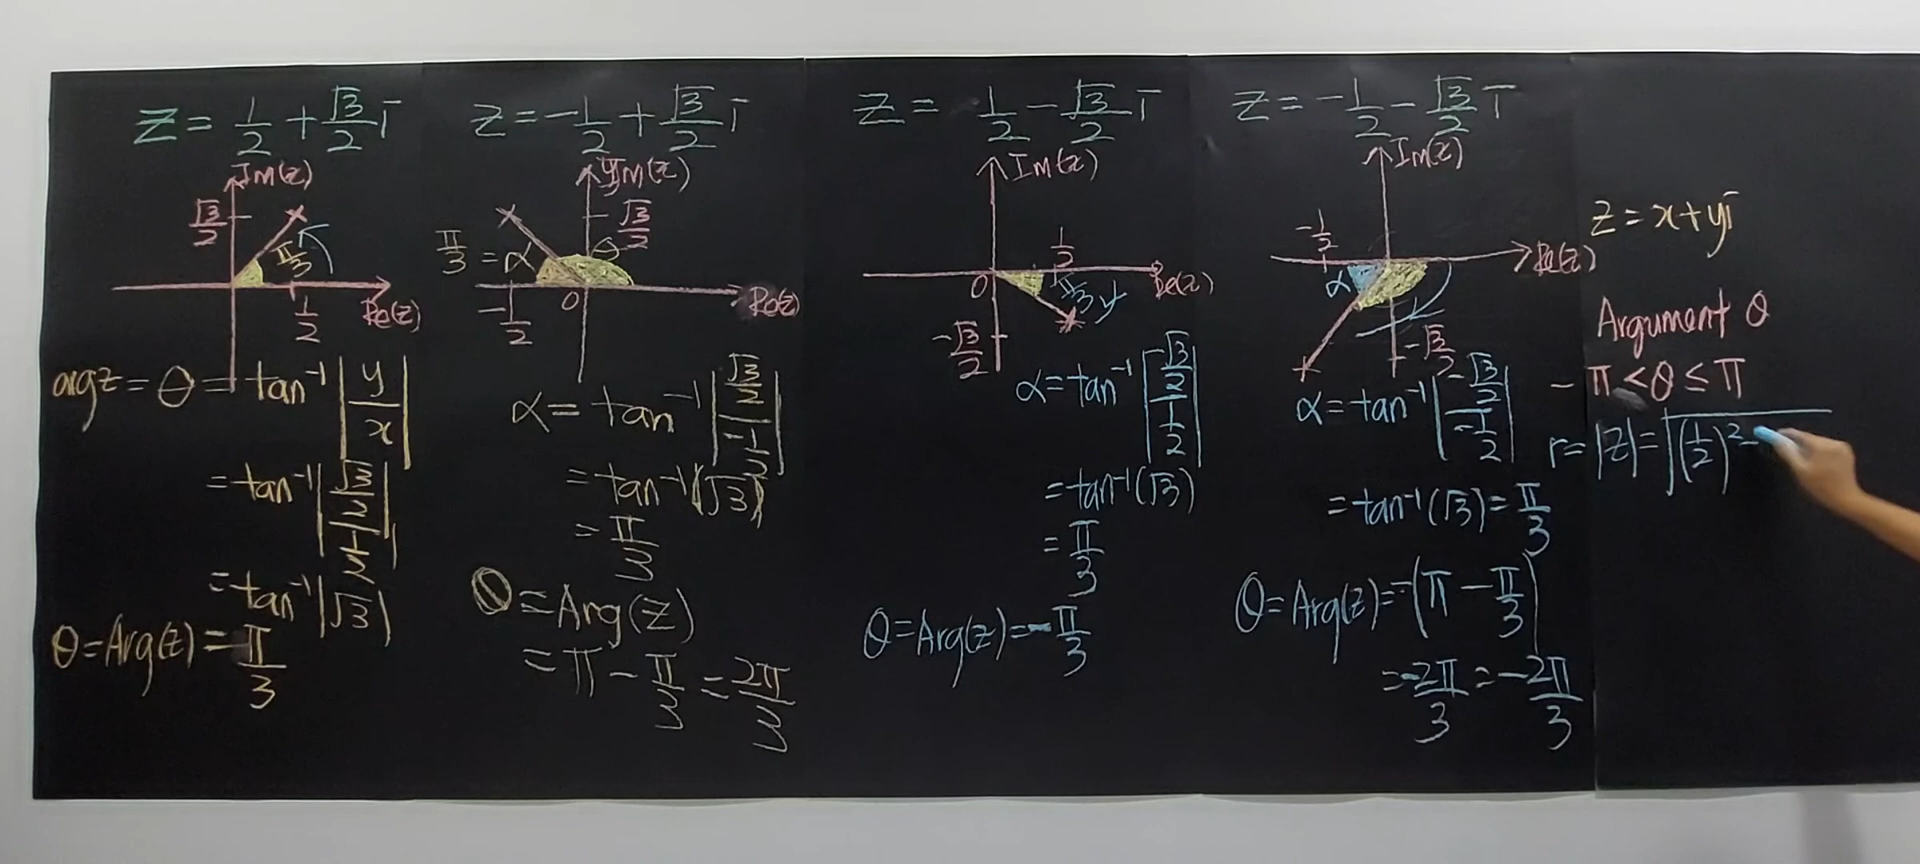 Z = 1/2 + √3/2 i
Im(z)
√3/2
π/3
1/2
Re(z)
arg z = θ = tan⁻¹ |y/x|
= tan⁻¹ |√3/2 / 1/2|
= tan⁻¹ |√3|
θ = Arg(z) = π/3
z = -1/2 + √3/2 i
Im(z)
√3/2
π/3 = α
θ
-1/2
0
Re(z)
α = tan⁻¹ |√3/2 / -1/2|
= tan⁻¹(√3)
= π/3
θ = Arg(z)
= π - π/3 = 2π/3
Z = 1/2 - √3/2 i
Im(z)
1/2
0
π/3
Re(z)
-√3/2
α = tan⁻¹ |-√3/2 / 1/2|
= tan⁻¹(√3)
= π/3
θ = Arg(z) = -π/3
Z = -1/2 - √3/2 i
Im(z)
-1/2
Re(z)
α
-√3/2
α = tan⁻¹ |-√3/2 / -1/2|
= tan⁻¹(√3) = π/3
θ = Arg(z) = -(π - π/3)
= -2π/3 = -2π/3
z = x + yi
Argument θ
-π < θ ≤ π
r = |z| = √(1/2)²